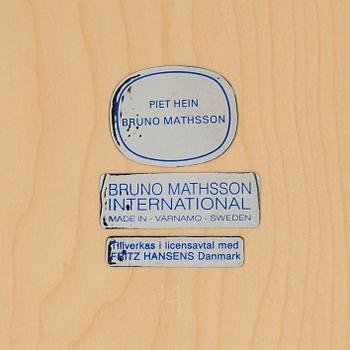 PIET HEIN
BRUNO MATHSSON
BRUNO MATHSSON
INTERNATIONAL
MADE IN - VÄRNAMO - SWEDEN
Tillverkas i licensavtal med
FRITZ HANSENS Danmark